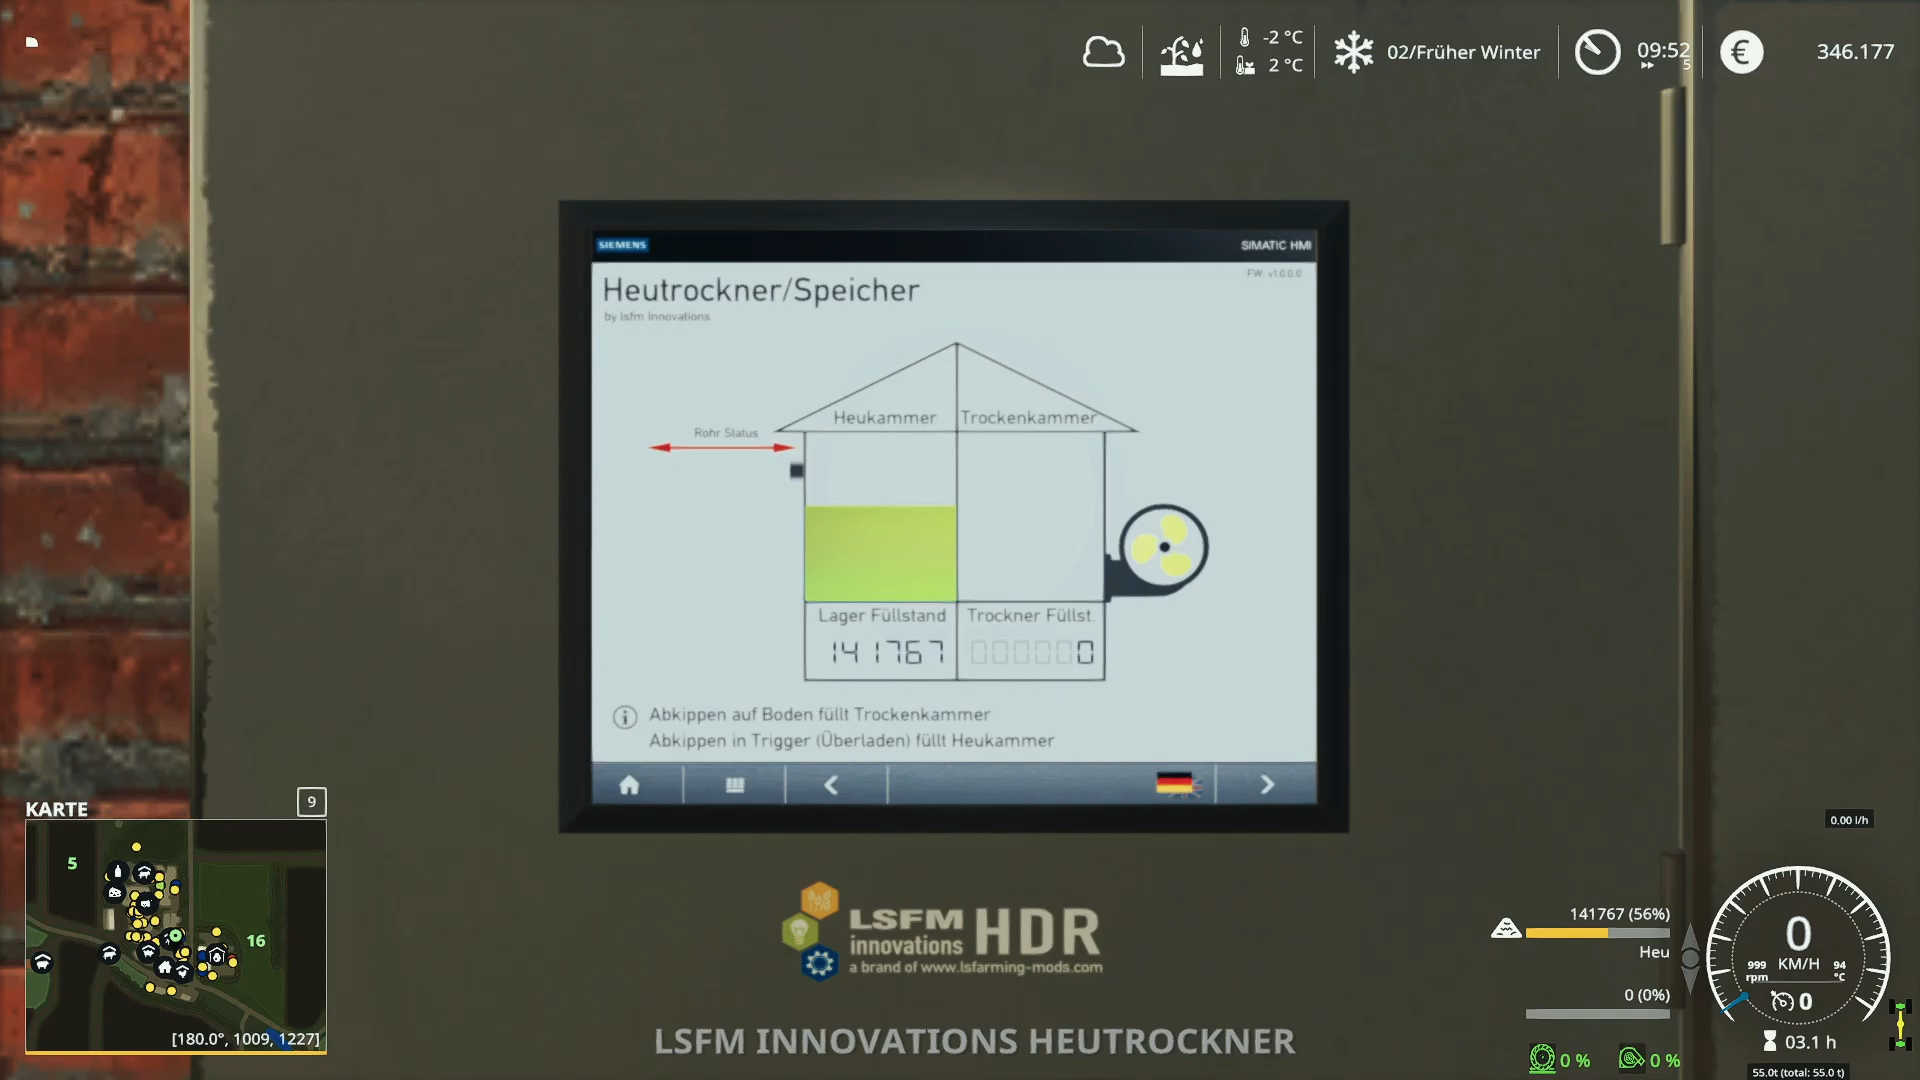 -2 °C
2 °C
02/Früher Winter
09:52
5
€
346.177
SIEMENS
SIMATIC HMI
FW: v1.0.0.0
Heutrockner/Speicher
by lsfm Innovations
Heukammer
Trockenkammer
Rohr Status
Lager Füllstand
Trockner Füllst.
141767
0000000
i
Abkippen auf Boden füllt Trockenkammer
Abkippen in Trigger (Überladen) füllt Heukammer
KARTE
9
5
16
[180.0°, 1009, 1227]
LSFM
innovations
HDR
a brand of www.lsfarming-mods.com
LSFM INNOVATIONS HEUTROCKNER
0.00 l/h
141767 (56%)
Heu
0 (0%)
0 %
0 %
0
999
rpm
KM/H
94
°C
0
03.1 h
55.0t (total: 55.0 t)